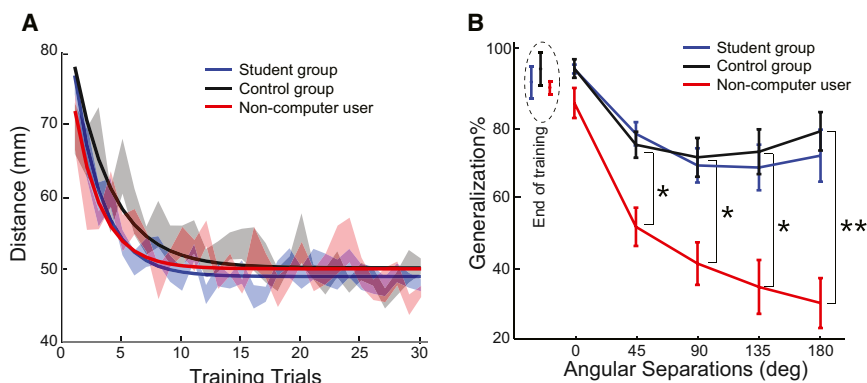 A
80
70
60
50
40
Distance (mm)
Student group
Control group
Non-computer user
0
5
10
15
20
25
30
Training Trials
B
100
80
60
40
20
Generalization%
End of training
Student group
Control group
Non-computer user
*
*
*
**
0
45
90
135
180
Angular Separations (deg)